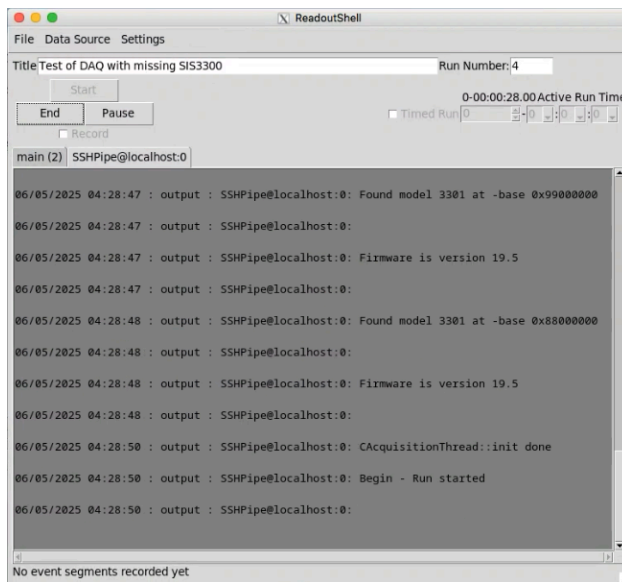 ReadoutShell
File Data Source Settings
Title Test of DAQ with missing SIS3300 Run Number: 4
Start
0-00:00:28.00 Active Run Time
End Pause Timed Run 0 - 0 : 0 : 0
Record
main (2) SSHPipe@localhost:0
06/05/2025 04:28:47 : output : SSHPipe@localhost:0: Found model 3301 at -base 0x99000000
06/05/2025 04:28:47 : output : SSHPipe@localhost:0:
06/05/2025 04:28:47 : output : SSHPipe@localhost:0: Firmware is version 19.5
06/05/2025 04:28:47 : output : SSHPipe@localhost:0:
06/05/2025 04:28:48 : output : SSHPipe@localhost:0: Found model 3301 at -base 0x88000000
06/05/2025 04:28:48 : output : SSHPipe@localhost:0:
06/05/2025 04:28:48 : output : SSHPipe@localhost:0: Firmware is version 19.5
06/05/2025 04:28:48 : output : SSHPipe@localhost:0:
06/05/2025 04:28:50 : output : SSHPipe@localhost:0: CAcquisitionThread::init done
06/05/2025 04:28:50 : output : SSHPipe@localhost:0: Begin - Run started
06/05/2025 04:28:50 : output : SSHPipe@localhost:0:
No event segments recorded yet